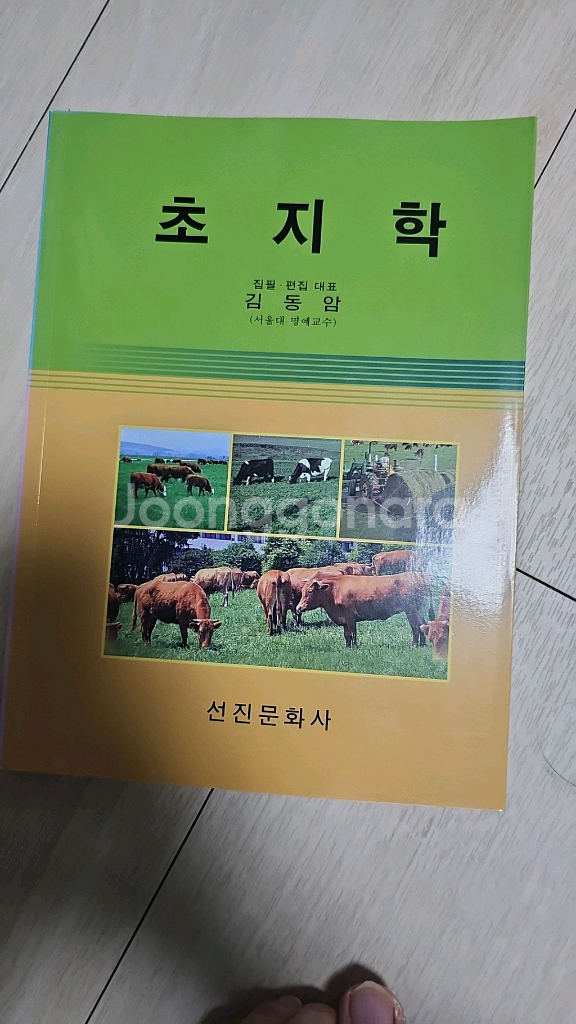 초 지 학
집필·편집 대표
김 동 암
(서울대 명예교수)
Joonggonara
선진문화사